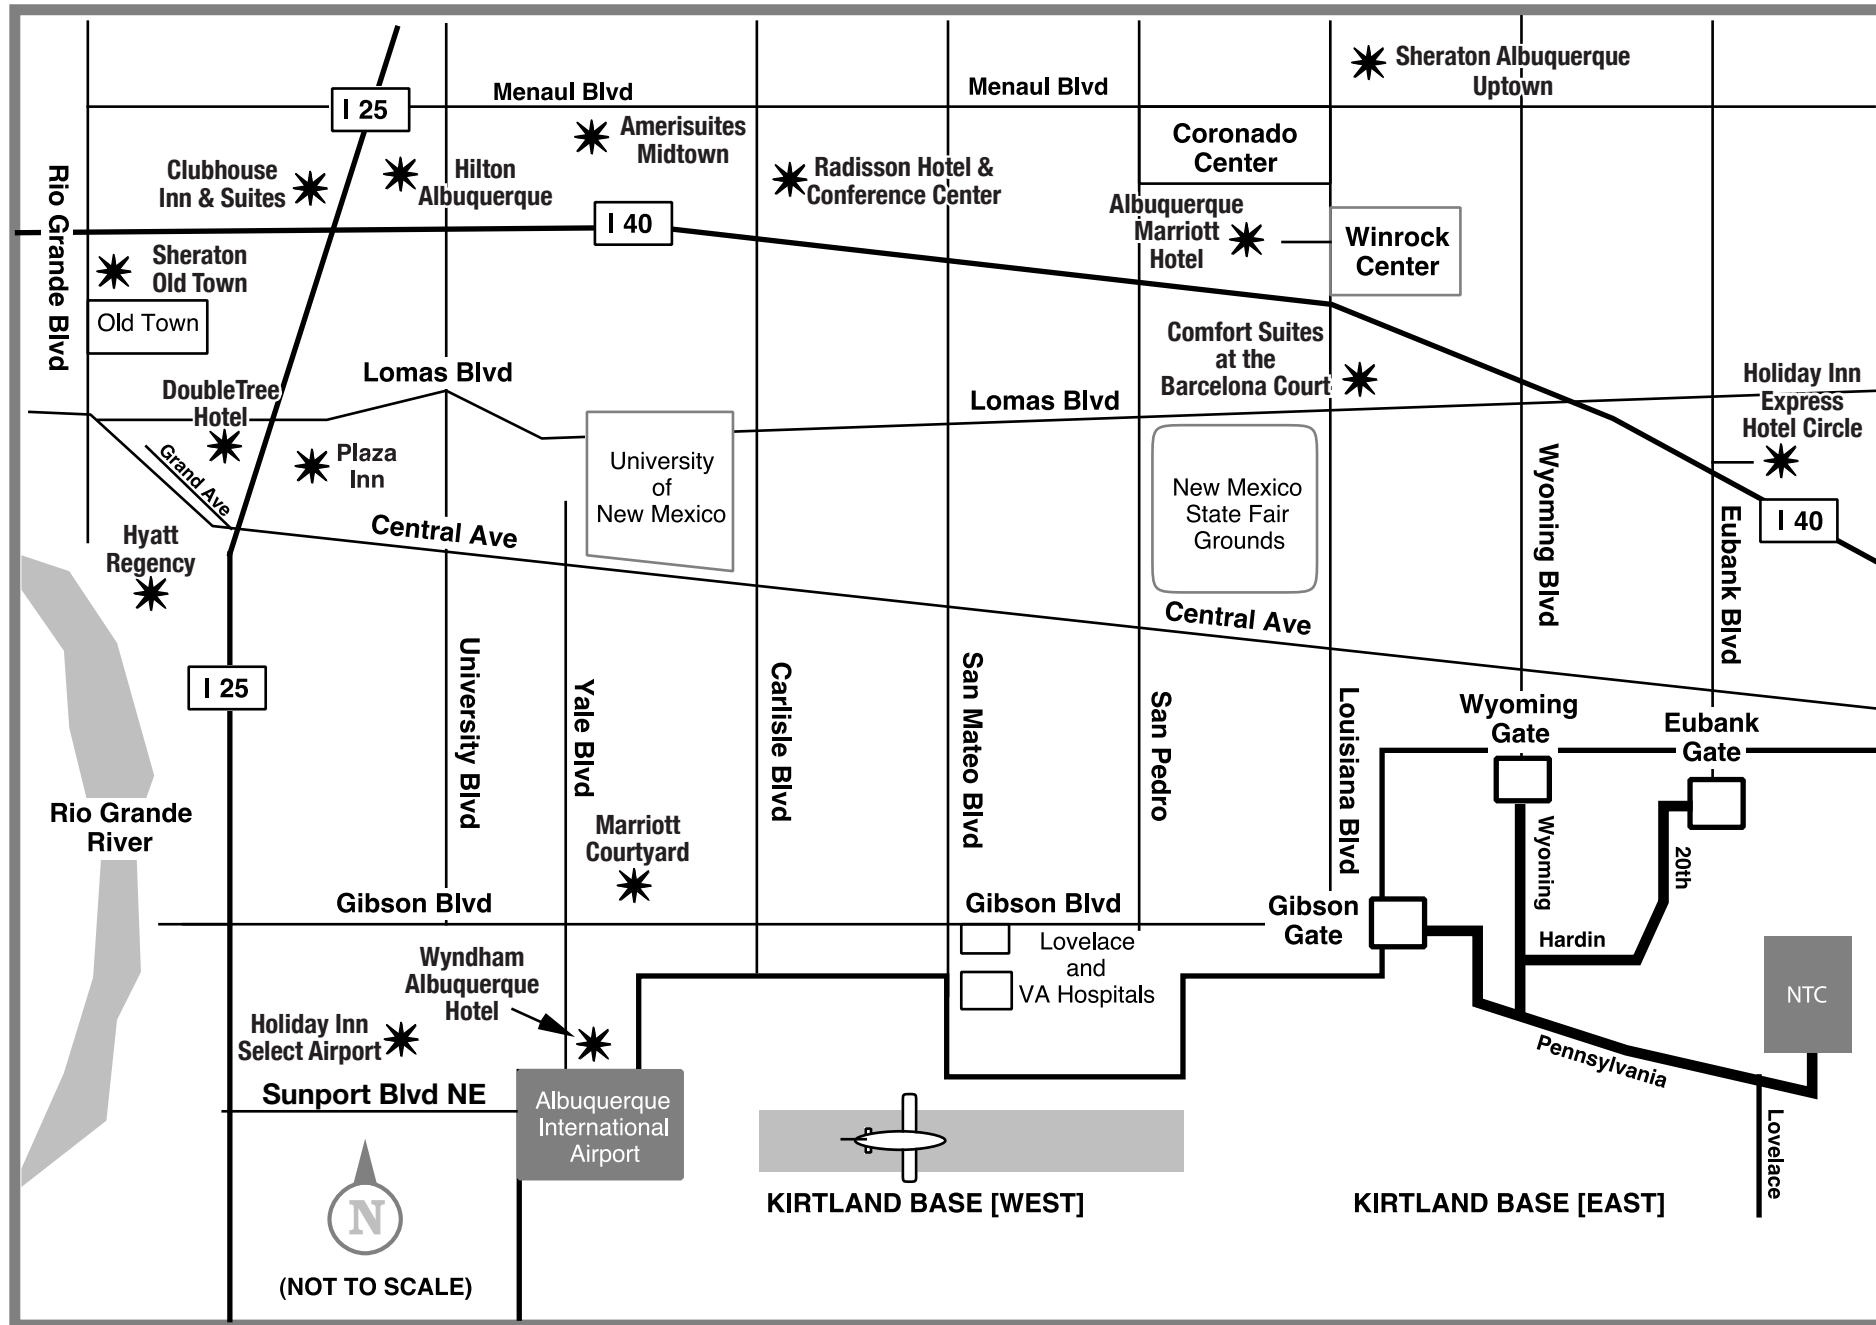 Sheraton Albuquerque
Uptown
Menaul Blvd
Menaul Blvd
I 25
Amerisuites
Midtown
Coronado
Center
Clubhouse
Inn & Suites
Hilton
Albuquerque
Radisson Hotel &
Conference Center
Rio Grande Blvd
Albuquerque
Marriott
Hotel
I 40
Winrock
Center
Sheraton
Old Town
Old Town
Comfort Suites
at the
Barcelona Court
Lomas Blvd
Lomas Blvd
Holiday Inn
Express
Hotel Circle
DoubleTree
Hotel
Plaza
Inn
Grand Ave
University
of
New Mexico
New Mexico
State Fair
Grounds
Wyoming Blvd
I 40
Eubank Blvd
Central Ave
Hyatt
Regency
Central Ave
I 25
University Blvd
Yale Blvd
Carlisle Blvd
San Mateo Blvd
San Pedro
Louisiana Blvd
Wyoming
Gate
Eubank
Gate
Rio Grande
River
Marriott
Courtyard
Wyoming
20th
Gibson Blvd
Gibson Blvd
Gibson
Gate
Hardin
Lovelace
and
VA Hospitals
Wyndham
Albuquerque
Hotel
NTC
Holiday Inn
Select Airport
Pennsylvania
Sunport Blvd NE
Albuquerque
International
Airport
Lovelace
KIRTLAND BASE [WEST]
KIRTLAND BASE [EAST]
N
(NOT TO SCALE)